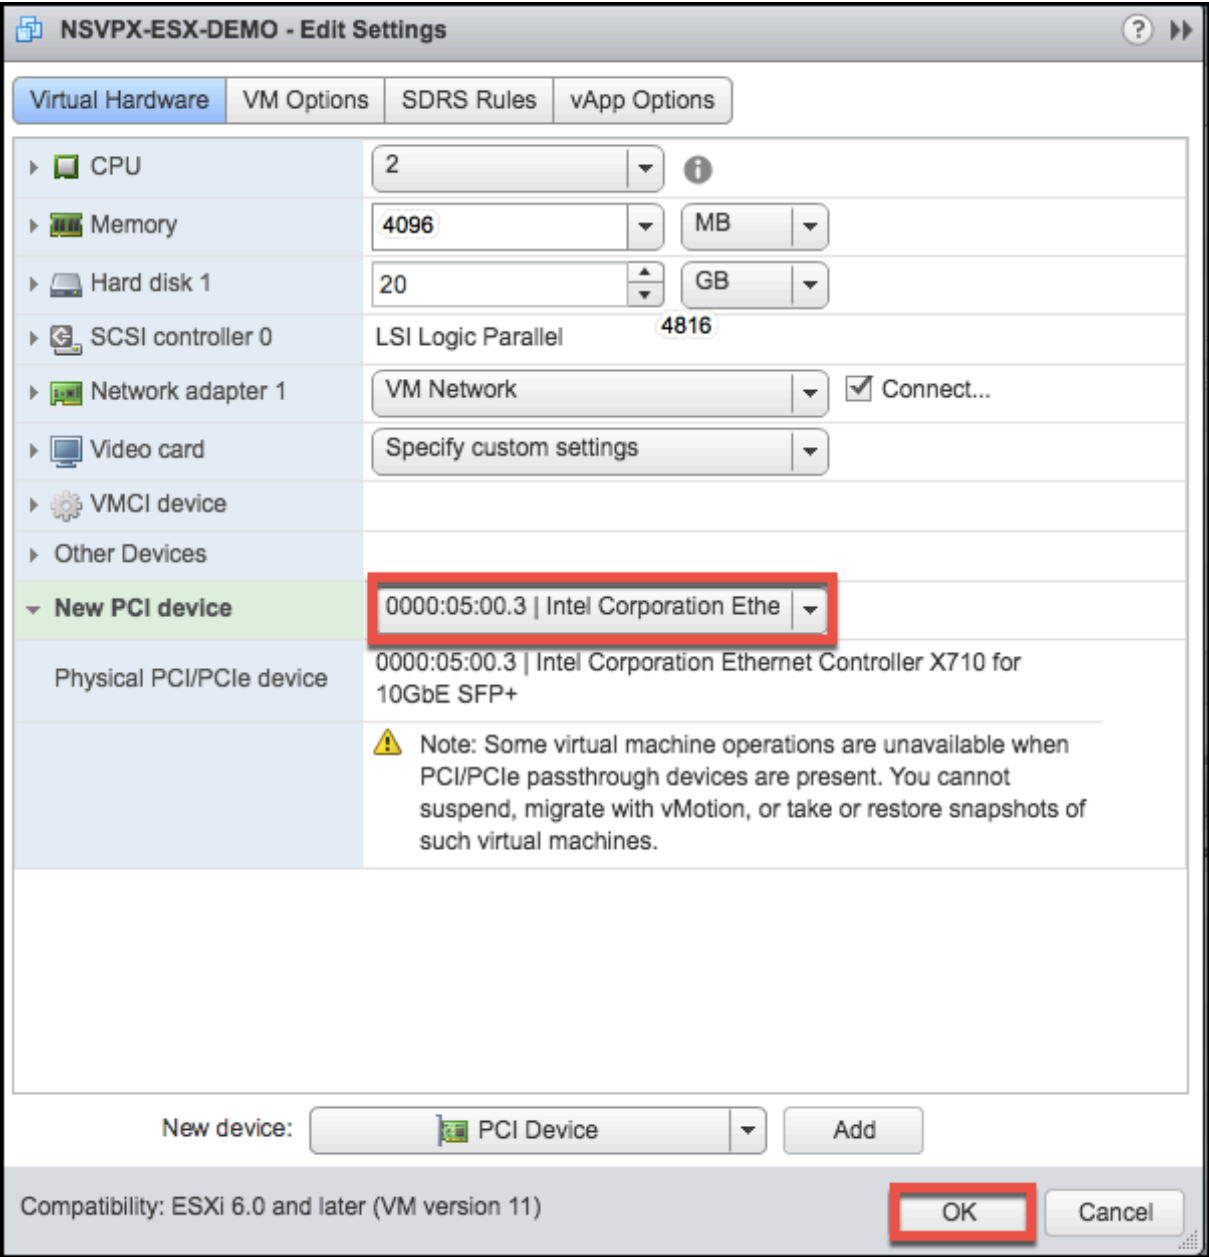 NSVPX-ESX-DEMO - Edit Settings ?
Virtual Hardware VM Options SDRS Rules vApp Options
CPU 2 i
Memory 4096 MB
Hard disk 1 20 GB
4816
SCSI controller 0 LSI Logic Parallel
Network adapter 1 VM Network Connect...
Video card Specify custom settings
VMCI device
Other Devices
New PCI device 0000:05:00.3 | Intel Corporation Ethe
Physical PCI/PCIe device 0000:05:00.3 | Intel Corporation Ethernet Controller X710 for
10GbE SFP+
Note: Some virtual machine operations are unavailable when
PCI/PCIe passthrough devices are present. You cannot
suspend, migrate with vMotion, or take or restore snapshots of
such virtual machines.
New device: PCI Device Add
Compatibility: ESXi 6.0 and later (VM version 11) OK Cancel